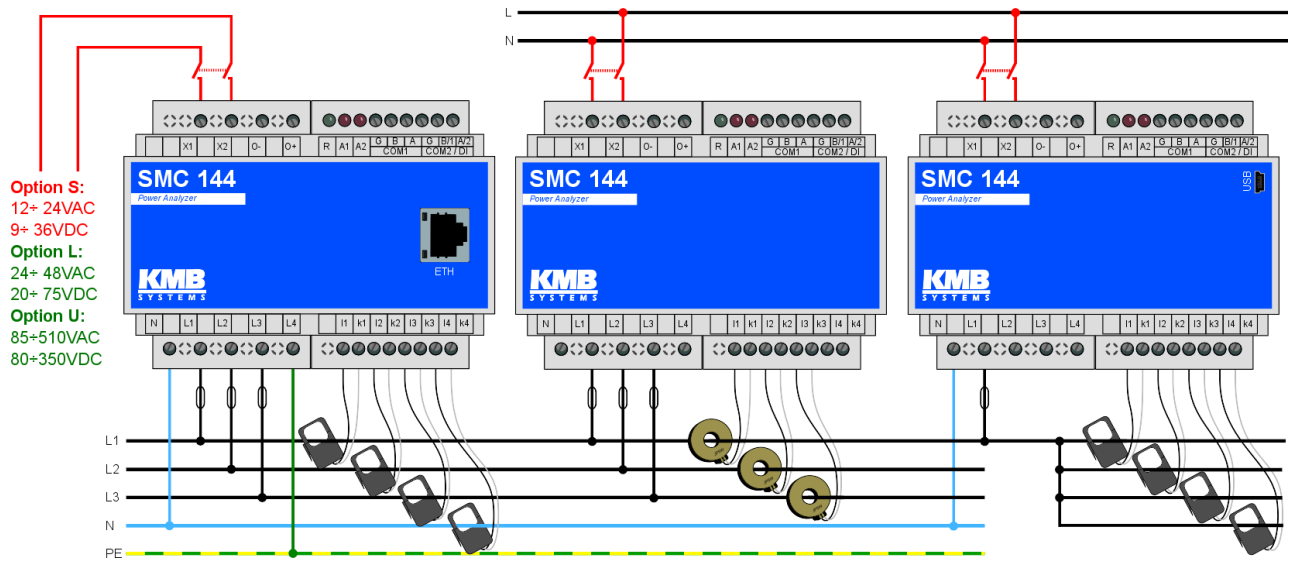 L
N
X1 X2 O- O+ R A1 A2 G B A G B/1 A/2
COM1 COM2 / DI
X1 X2 O- O+ R A1 A2 G B A G B/1 A/2
COM1 COM2 / DI
X1 X2 O- O+ R A1 A2 G B A G B/1 A/2
COM1 COM2 / DI
Option S:
12÷ 24VAC
9÷ 36VDC
Option L:
24÷ 48VAC
20÷ 75VDC
Option U:
85÷510VAC
80÷350VDC
SMC 144
Power Analyzer
ETH
KMB
SYSTEMS
SMC 144
Power Analyzer
KMB
SYSTEMS
SMC 144
Power Analyzer
USB
KMB
SYSTEMS
N L1 L2 L3 L4 I1 k1 I2 k2 I3 k3 I4 k4
N L1 L2 L3 L4 I1 k1 I2 k2 I3 k3 I4 k4
N L1 L2 L3 L4 I1 k1 I2 k2 I3 k3 I4 k4
L1
L2
L3
N
PE